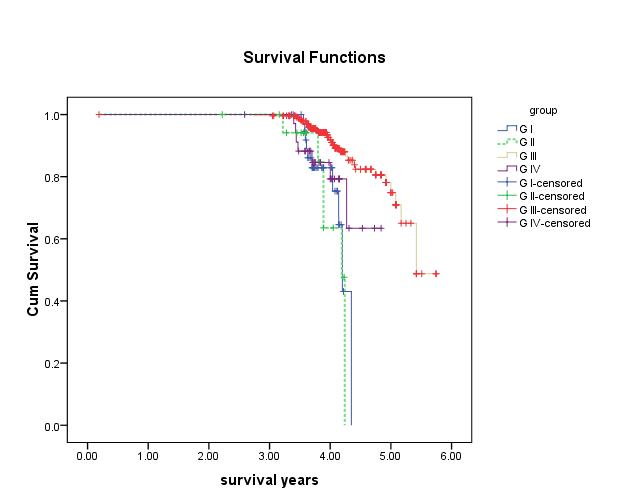 Survival Functions
group
G I
G II
G III
G IV
G I-censored
G II-censored
G III-censored
G IV-censored
Cum Survival
1.0
0.8
0.6
0.4
0.2
0.0
0.00 1.00 2.00 3.00 4.00 5.00 6.00
survival years